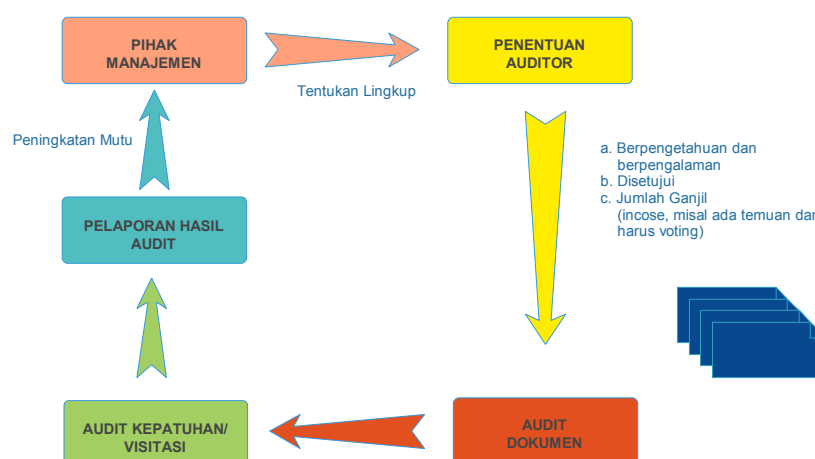 PIHAK
MANAJEMEN
PENENTUAN
AUDITOR
Tentukan Lingkup
Peningkatan Mutu
a. Berpengetahuan dan
berpengalaman
b. Disetujui
c. Jumlah Ganjil
(incose, misal ada temuan dan
harus voting)
PELAPORAN HASIL
AUDIT
AUDIT KEPATUHAN/
VISITASI
AUDIT
DOKUMEN